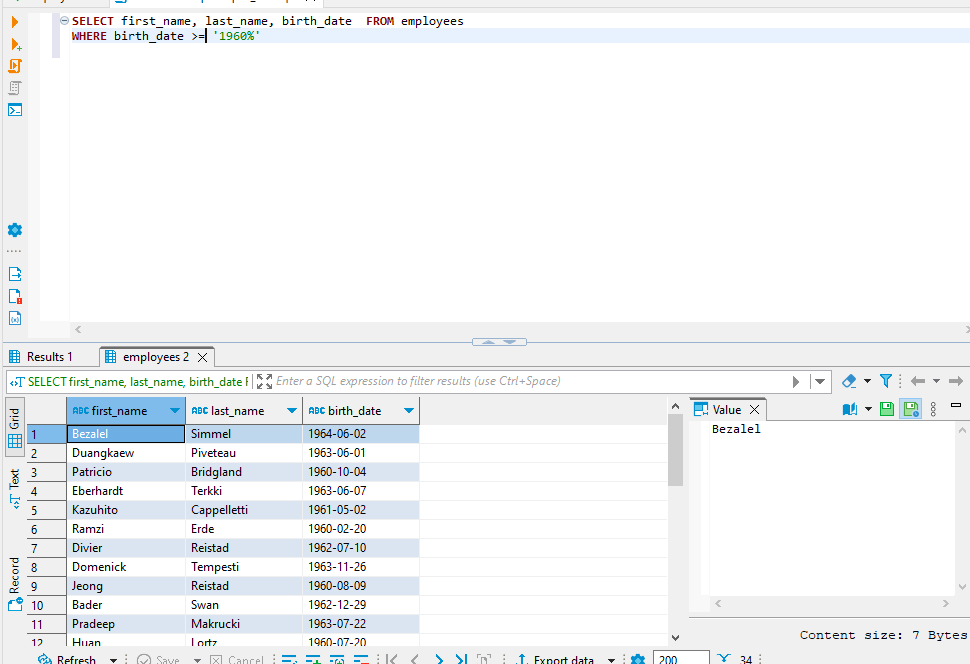 SELECT first_name, last_name, birth_date  FROM employees
WHERE birth_date >= '1960%'
Results 1
employees 2
SELECT first_name, last_name, birth_date
Enter a SQL expression to filter results (use Ctrl+Space)
Grid
Text
Record
ABC first_name ABC last_name ABC birth_date
1 Bezalel Simmel 1964-06-02
2 Duangkaew Piveteau 1963-06-01
3 Patricio Bridgland 1960-10-04
4 Eberhardt Terkki 1963-06-07
5 Kazuhito Cappelletti 1961-05-02
6 Ramzi Erde 1960-02-20
7 Divier Reistad 1962-07-10
8 Domenick Tempesti 1963-11-26
9 Jeong Reistad 1960-08-09
10 Bader Swan 1962-12-29
11 Pradeep Makrucki 1963-07-22
12 Huan Lortz 1960-07-20
Value
Bezalel
Content size: 7 Bytes
Refresh Save Cancel Export data 200 34